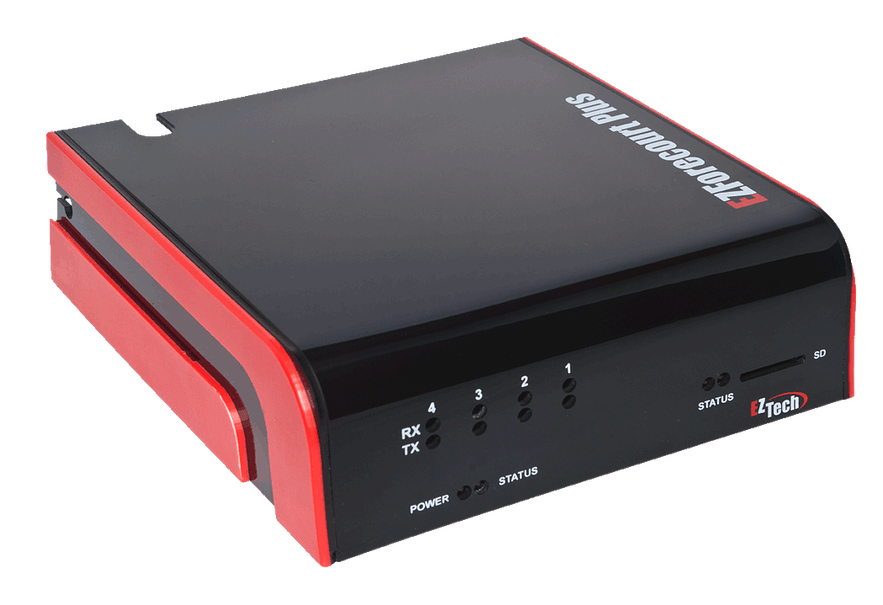 EZForecourt Plus
4 3 2 1
RX
TX
POWER STATUS
STATUS
SD
EZTech